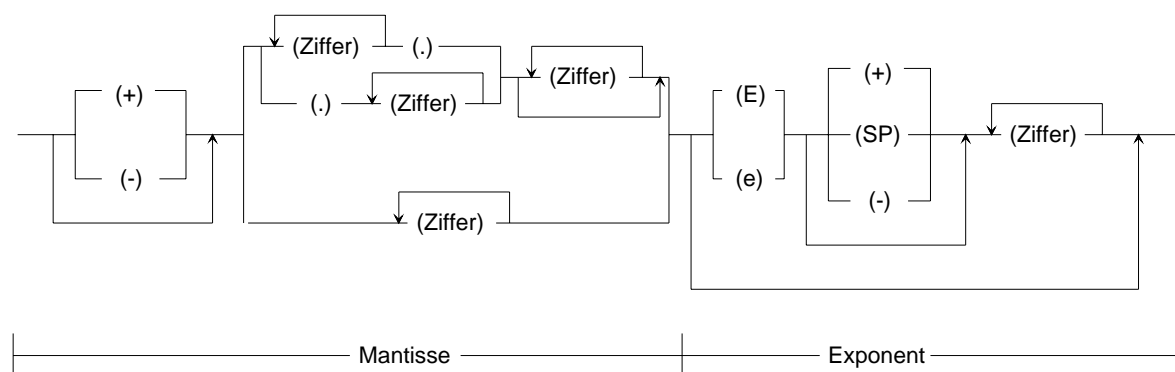 (Ziffer) (.)
(.) (Ziffer) (Ziffer)
(+) (E) (+)
(SP) (Ziffer)
(-) (e) (-)
(Ziffer)
Mantisse Exponent